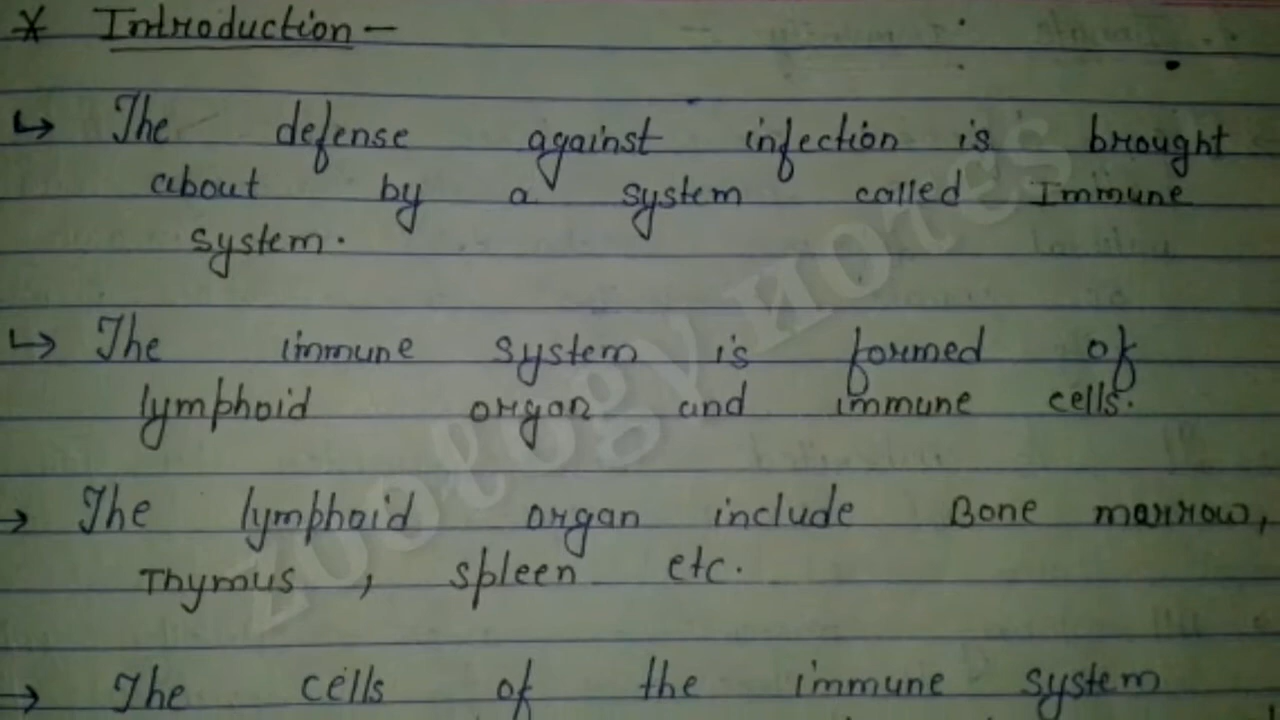 * Introduction -
↳ The defense against infection is brought
about by a system called Immune
system.
↳ The immune system is formed of
lymphoid organ and immune cells.
→ The lymphoid organ include Bone marrow,
Thymus , spleen etc.
→ The cells of the immune system
zoology notes